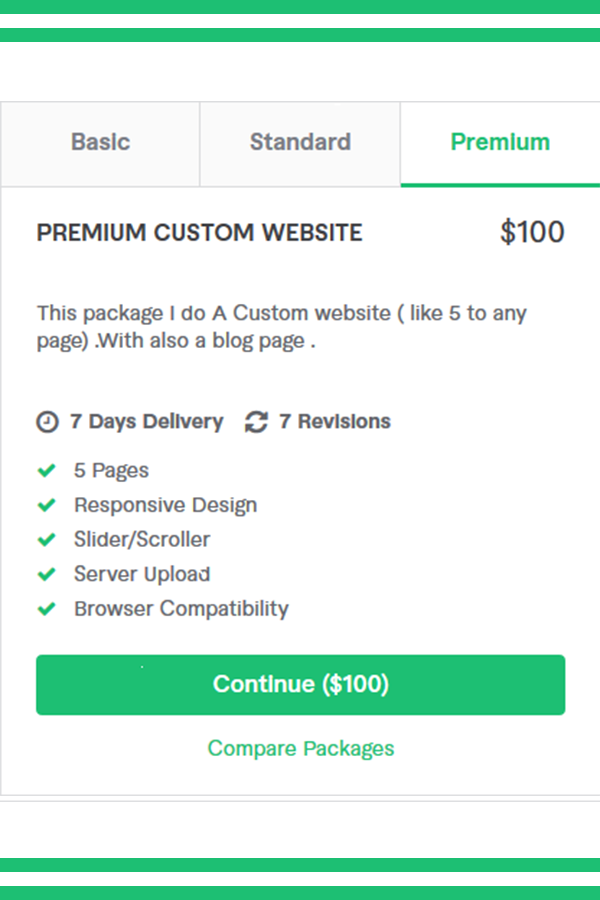 Basic
Standard
Premium
PREMIUM CUSTOM WEBSITE
$100
This package I do A Custom website ( like 5 to any
page) .With also a blog page .
7 Days Delivery
7 Revisions
5 Pages
Responsive Design
Slider/Scroller
Server Upload
Browser Compatibility
Continue ($100)
Compare Packages